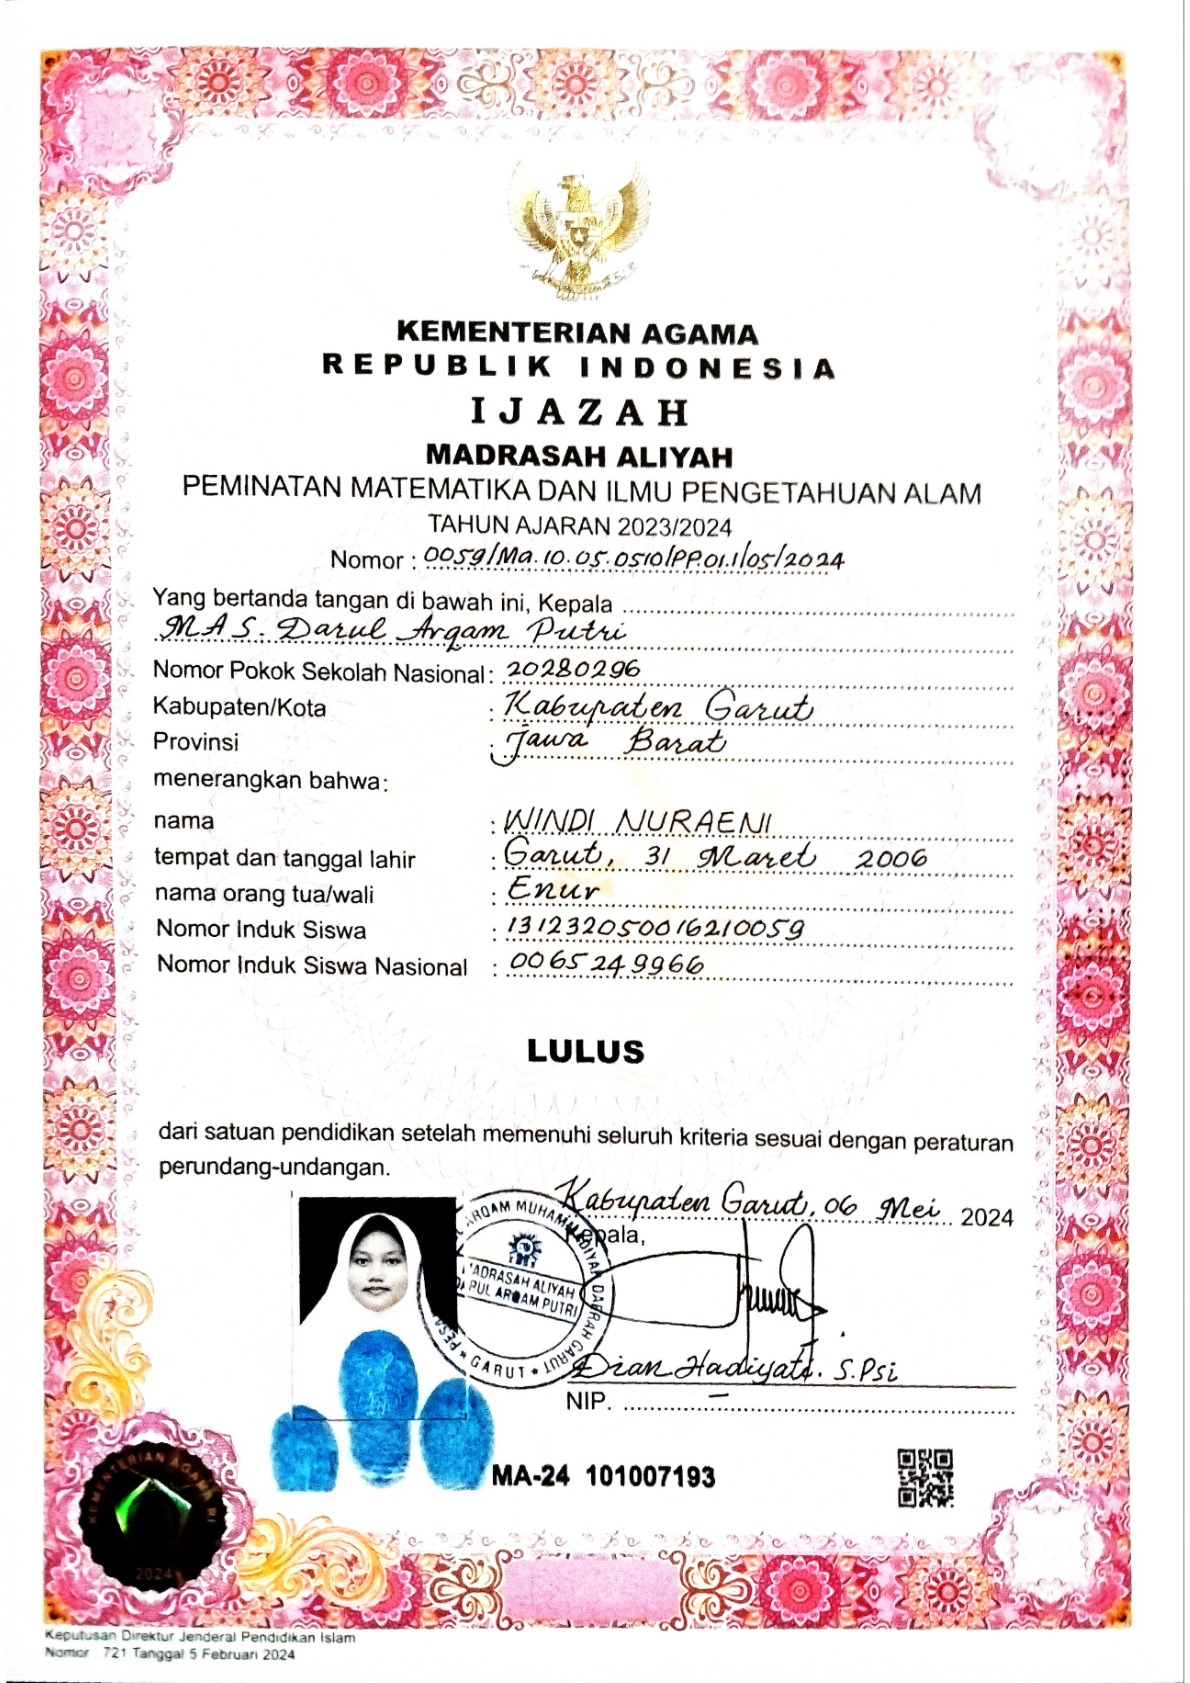 KEMENTERIAN AGAMA
REPUBLIK INDONESIA
IJAZAH
MADRASAH ALIYAH
PEMINATAN MATEMATIKA DAN ILMU PENGETAHUAN ALAM
TAHUN AJARAN 2023/2024
Nomor : 0059/Ma.10.05.0510/PP.01.1/05/2024
Yang bertanda tangan di bawah ini, Kepala
MAS. Darul Arqam Putri
Nomor Pokok Sekolah Nasional : 20280296
Kabupaten/Kota : Kabupaten Garut
Provinsi : Jawa Barat
menerangkan bahwa:
nama : WINDI NURAENI
tempat dan tanggal lahir : Garut, 31 Maret 2006
nama orang tua/wali : Enur
Nomor Induk Siswa : 131232050016210059
Nomor Induk Siswa Nasional : 0065249966
LULUS
dari satuan pendidikan setelah memenuhi seluruh kriteria sesuai dengan peraturan
perundang-undangan.
Kabupaten Garut, 06 Mei 2024
Kepala,
ARQAM MUHAMMADIYAH DAERAH GARUT
ADRASAH ALIYAH
RUL ARQAM PUTRI
GARUT
Dian Hadiyati. S.Psi
NIP. –
MA-24 101007193
KEMENTERIAN AGAMA RI
2024
Keputusan Direktur Jenderal Pendidikan Islam
Nomor : 721 Tanggal 5 Februari 2024